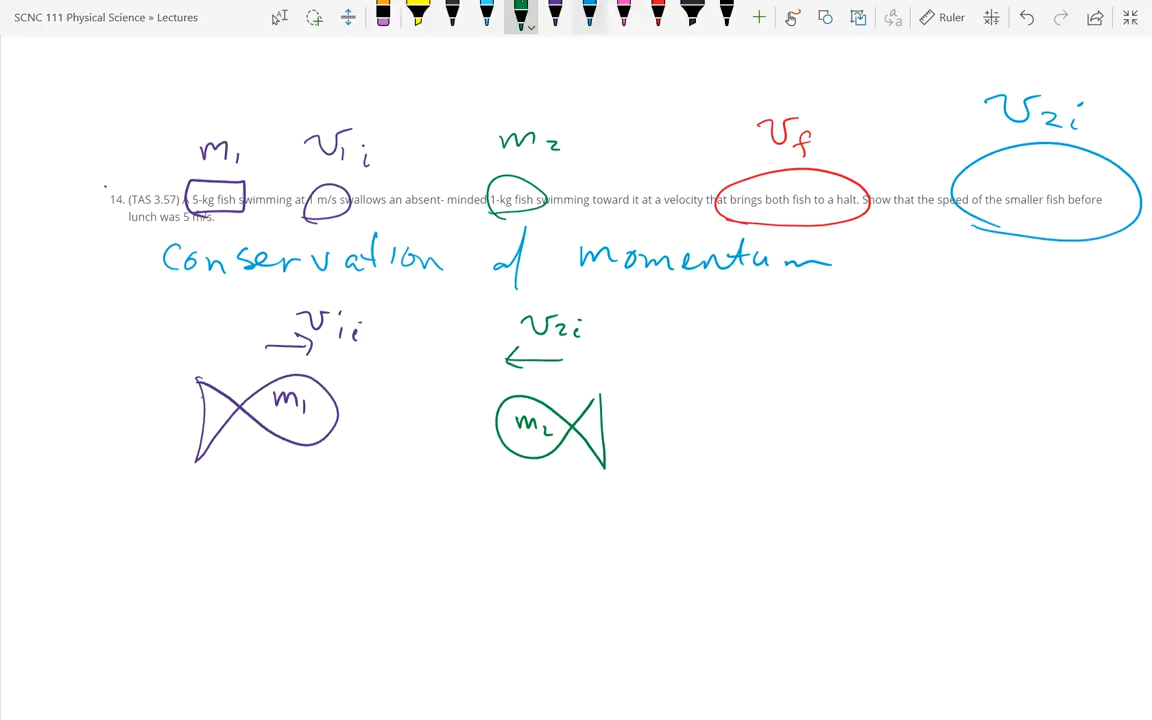 SCNC 111 Physical Science » Lectures
Ruler
v2i
m1 v1i m2 vf
14. (TAS 3.57) A 5-kg fish swimming at 1 m/s swallows an absent- minded 1-kg fish swimming toward it at a velocity that brings both fish to a halt. Show that the speed of the smaller fish before
lunch was 5 m/s.
Conservation of momentum
v1i v2i
m1 m2